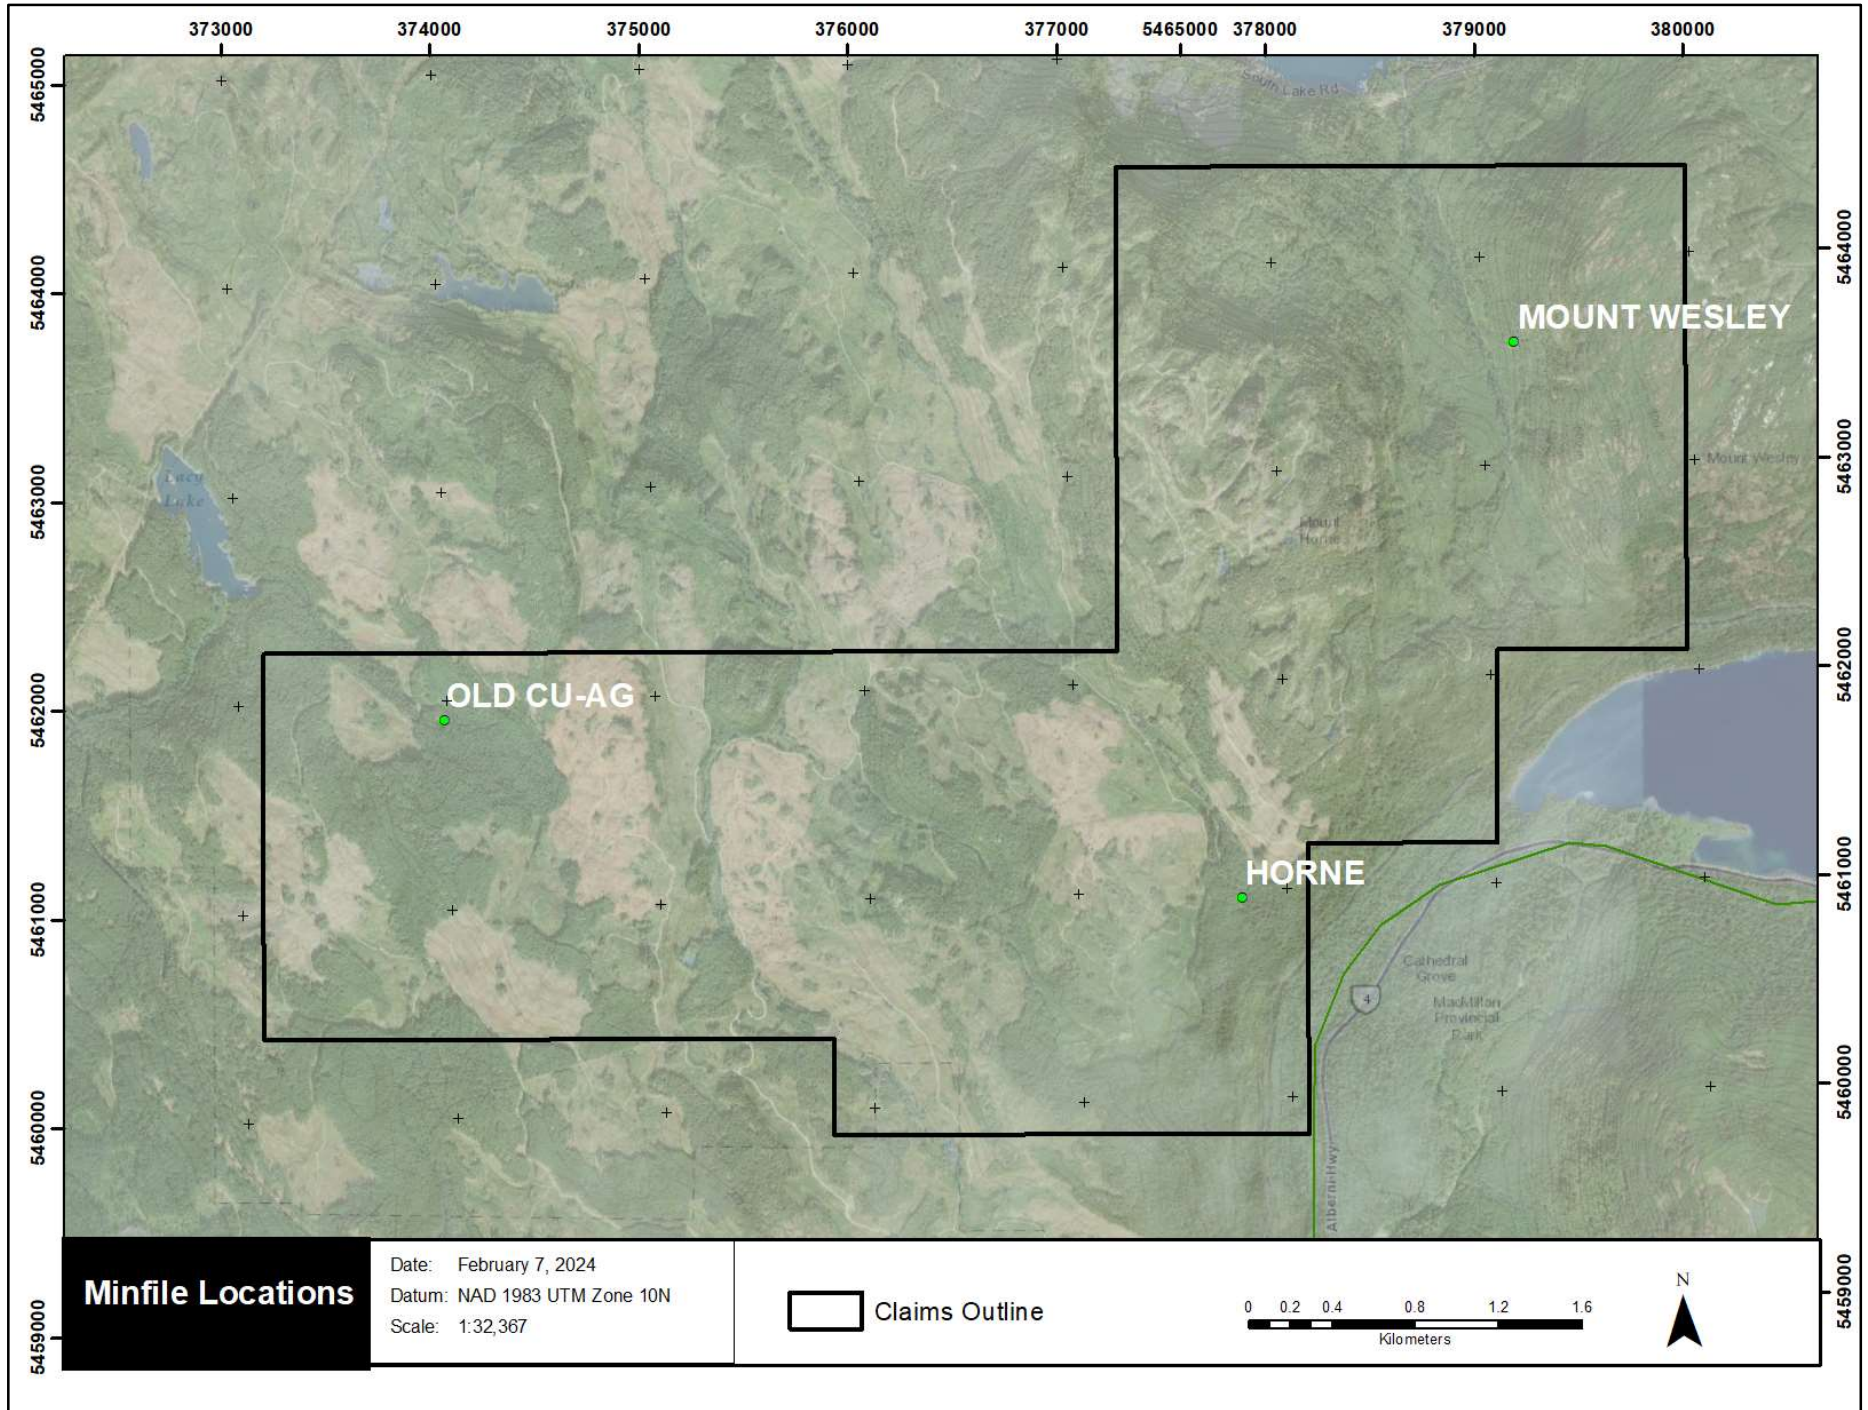 373000 374000 375000 376000 377000 5465000 378000 379000 380000
5465000
5464000
5463000
5462000
5461000
5460000
5459000
5464000
5463000
5462000
5461000
5460000
5459000
South Lake Rd
MOUNT WESLEY
Mount Wesley
Lacy
Lake
Mount
Horne
OLD CU-AG
HORNE
Cathedral
Grove
4
MacMillan
Provincial
Park
Alberni Hwy
Minfile Locations
Date: February 7, 2024
Datum: NAD 1983 UTM Zone 10N
Scale: 1:32,367
Claims Outline
0 0.2 0.4 0.8 1.2 1.6
Kilometers
N